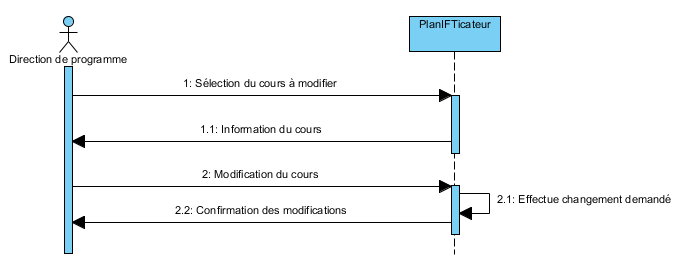 PlanIFTicateur
Direction de programme
1: Sélection du cours à modifier
1.1: Information du cours
2: Modification du cours
2.1: Effectue changement demandé
2.2: Confirmation des modifications